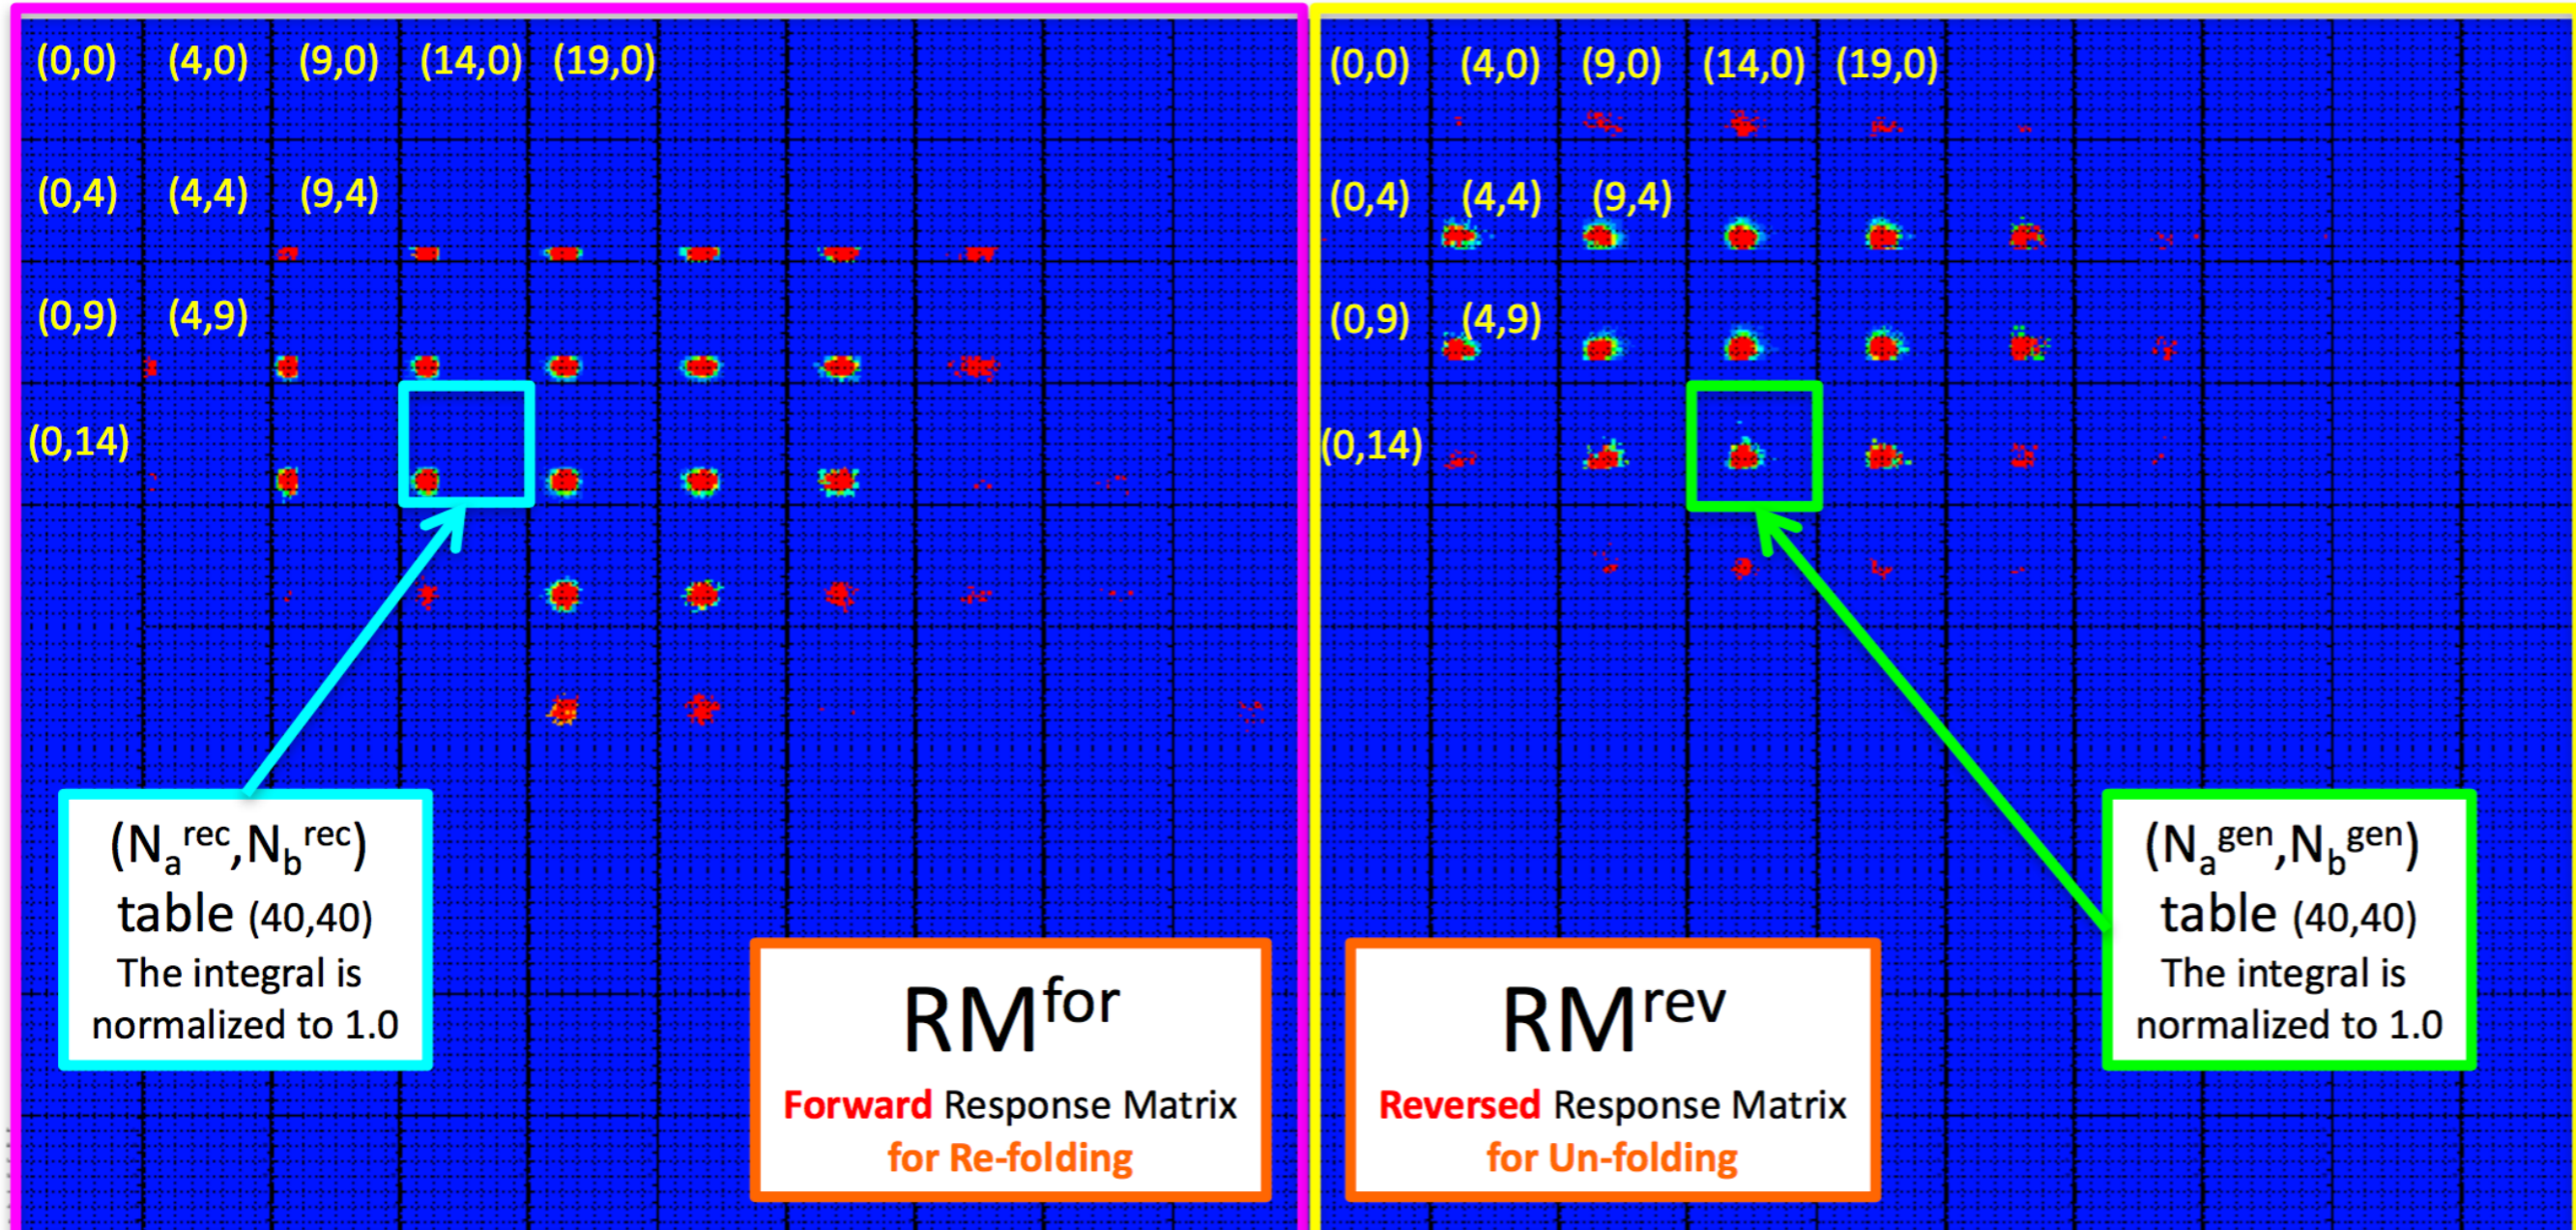 (0,0) (4,0) (9,0) (14,0) (19,0)
(0,4) (4,4) (9,4)
(0,9) (4,9)
(0,14)
(Nₐʳᵉᶜ,N_bʳᵉᶜ)
table (40,40)
The integral is
normalized to 1.0
RMᶠᵒʳ
Forward Response Matrix
for Re-folding
(0,0) (4,0) (9,0) (14,0) (19,0)
(0,4) (4,4) (9,4)
(0,9) (4,9)
(0,14)
(Nₐᵍᵉⁿ,N_bᵍᵉⁿ)
table (40,40)
The integral is
normalized to 1.0
RMʳᵉᵛ
Reversed Response Matrix
for Un-folding